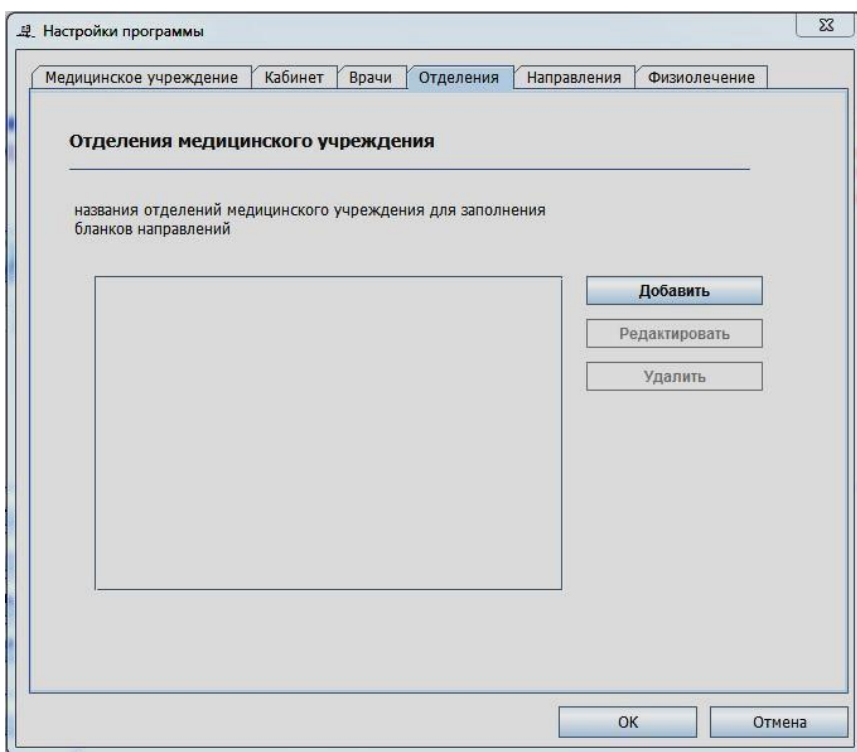 Настройки программы
Медицинское учреждение Кабинет Врачи Отделения Направления Физиолечение
Отделения медицинского учреждения
названия отделений медицинского учреждения для заполнения
бланков направлений
Добавить
Редактировать
Удалить
ОК Отмена